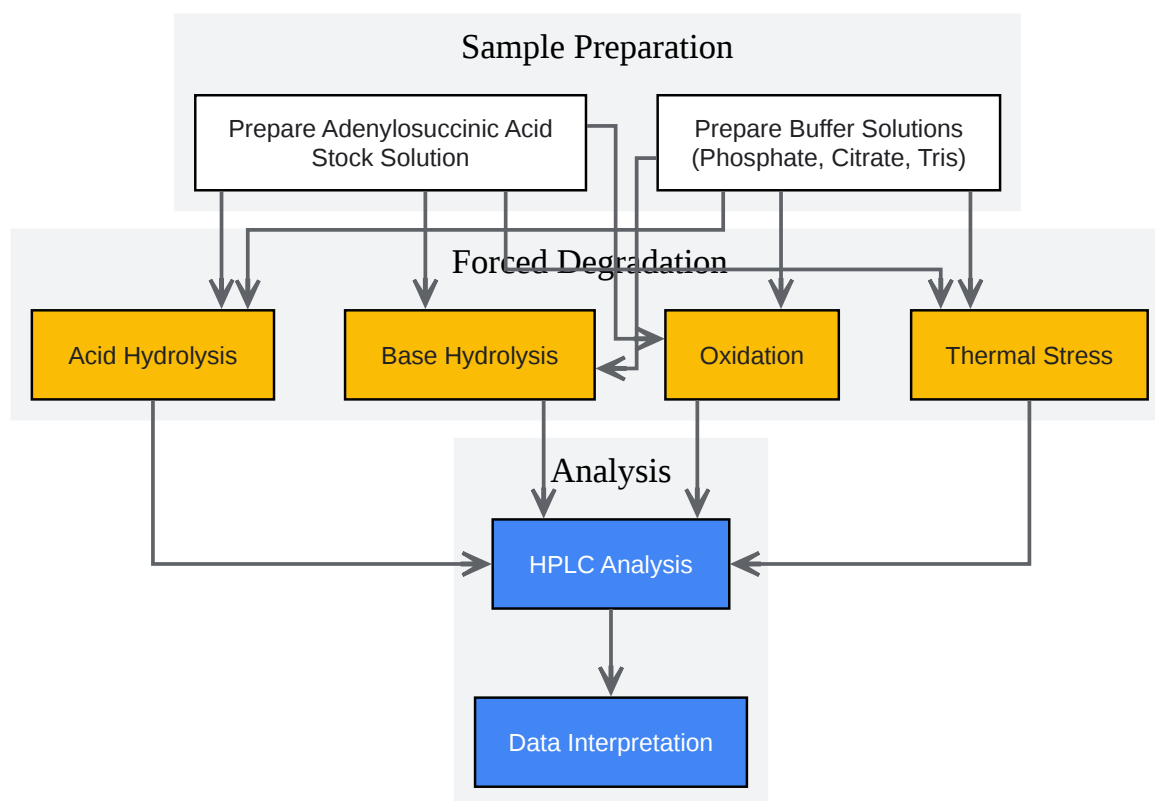 Sample Preparation
Prepare Adenylosuccinic Acid
Stock Solution
Prepare Buffer Solutions
(Phosphate, Citrate, Tris)
Forced Degradation
Acid Hydrolysis
Base Hydrolysis
Oxidation
Thermal Stress
Analysis
HPLC Analysis
Data Interpretation